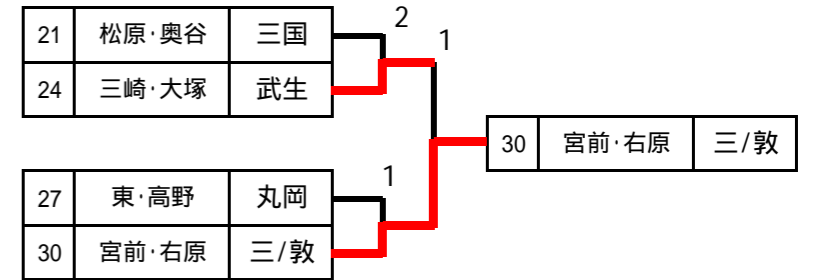 21 松原・奥谷 三国
2
1
24 三崎・大塚 武生
30 宮前・右原 三/敦
27 東・高野 丸岡
1
30 宮前・右原 三/敦